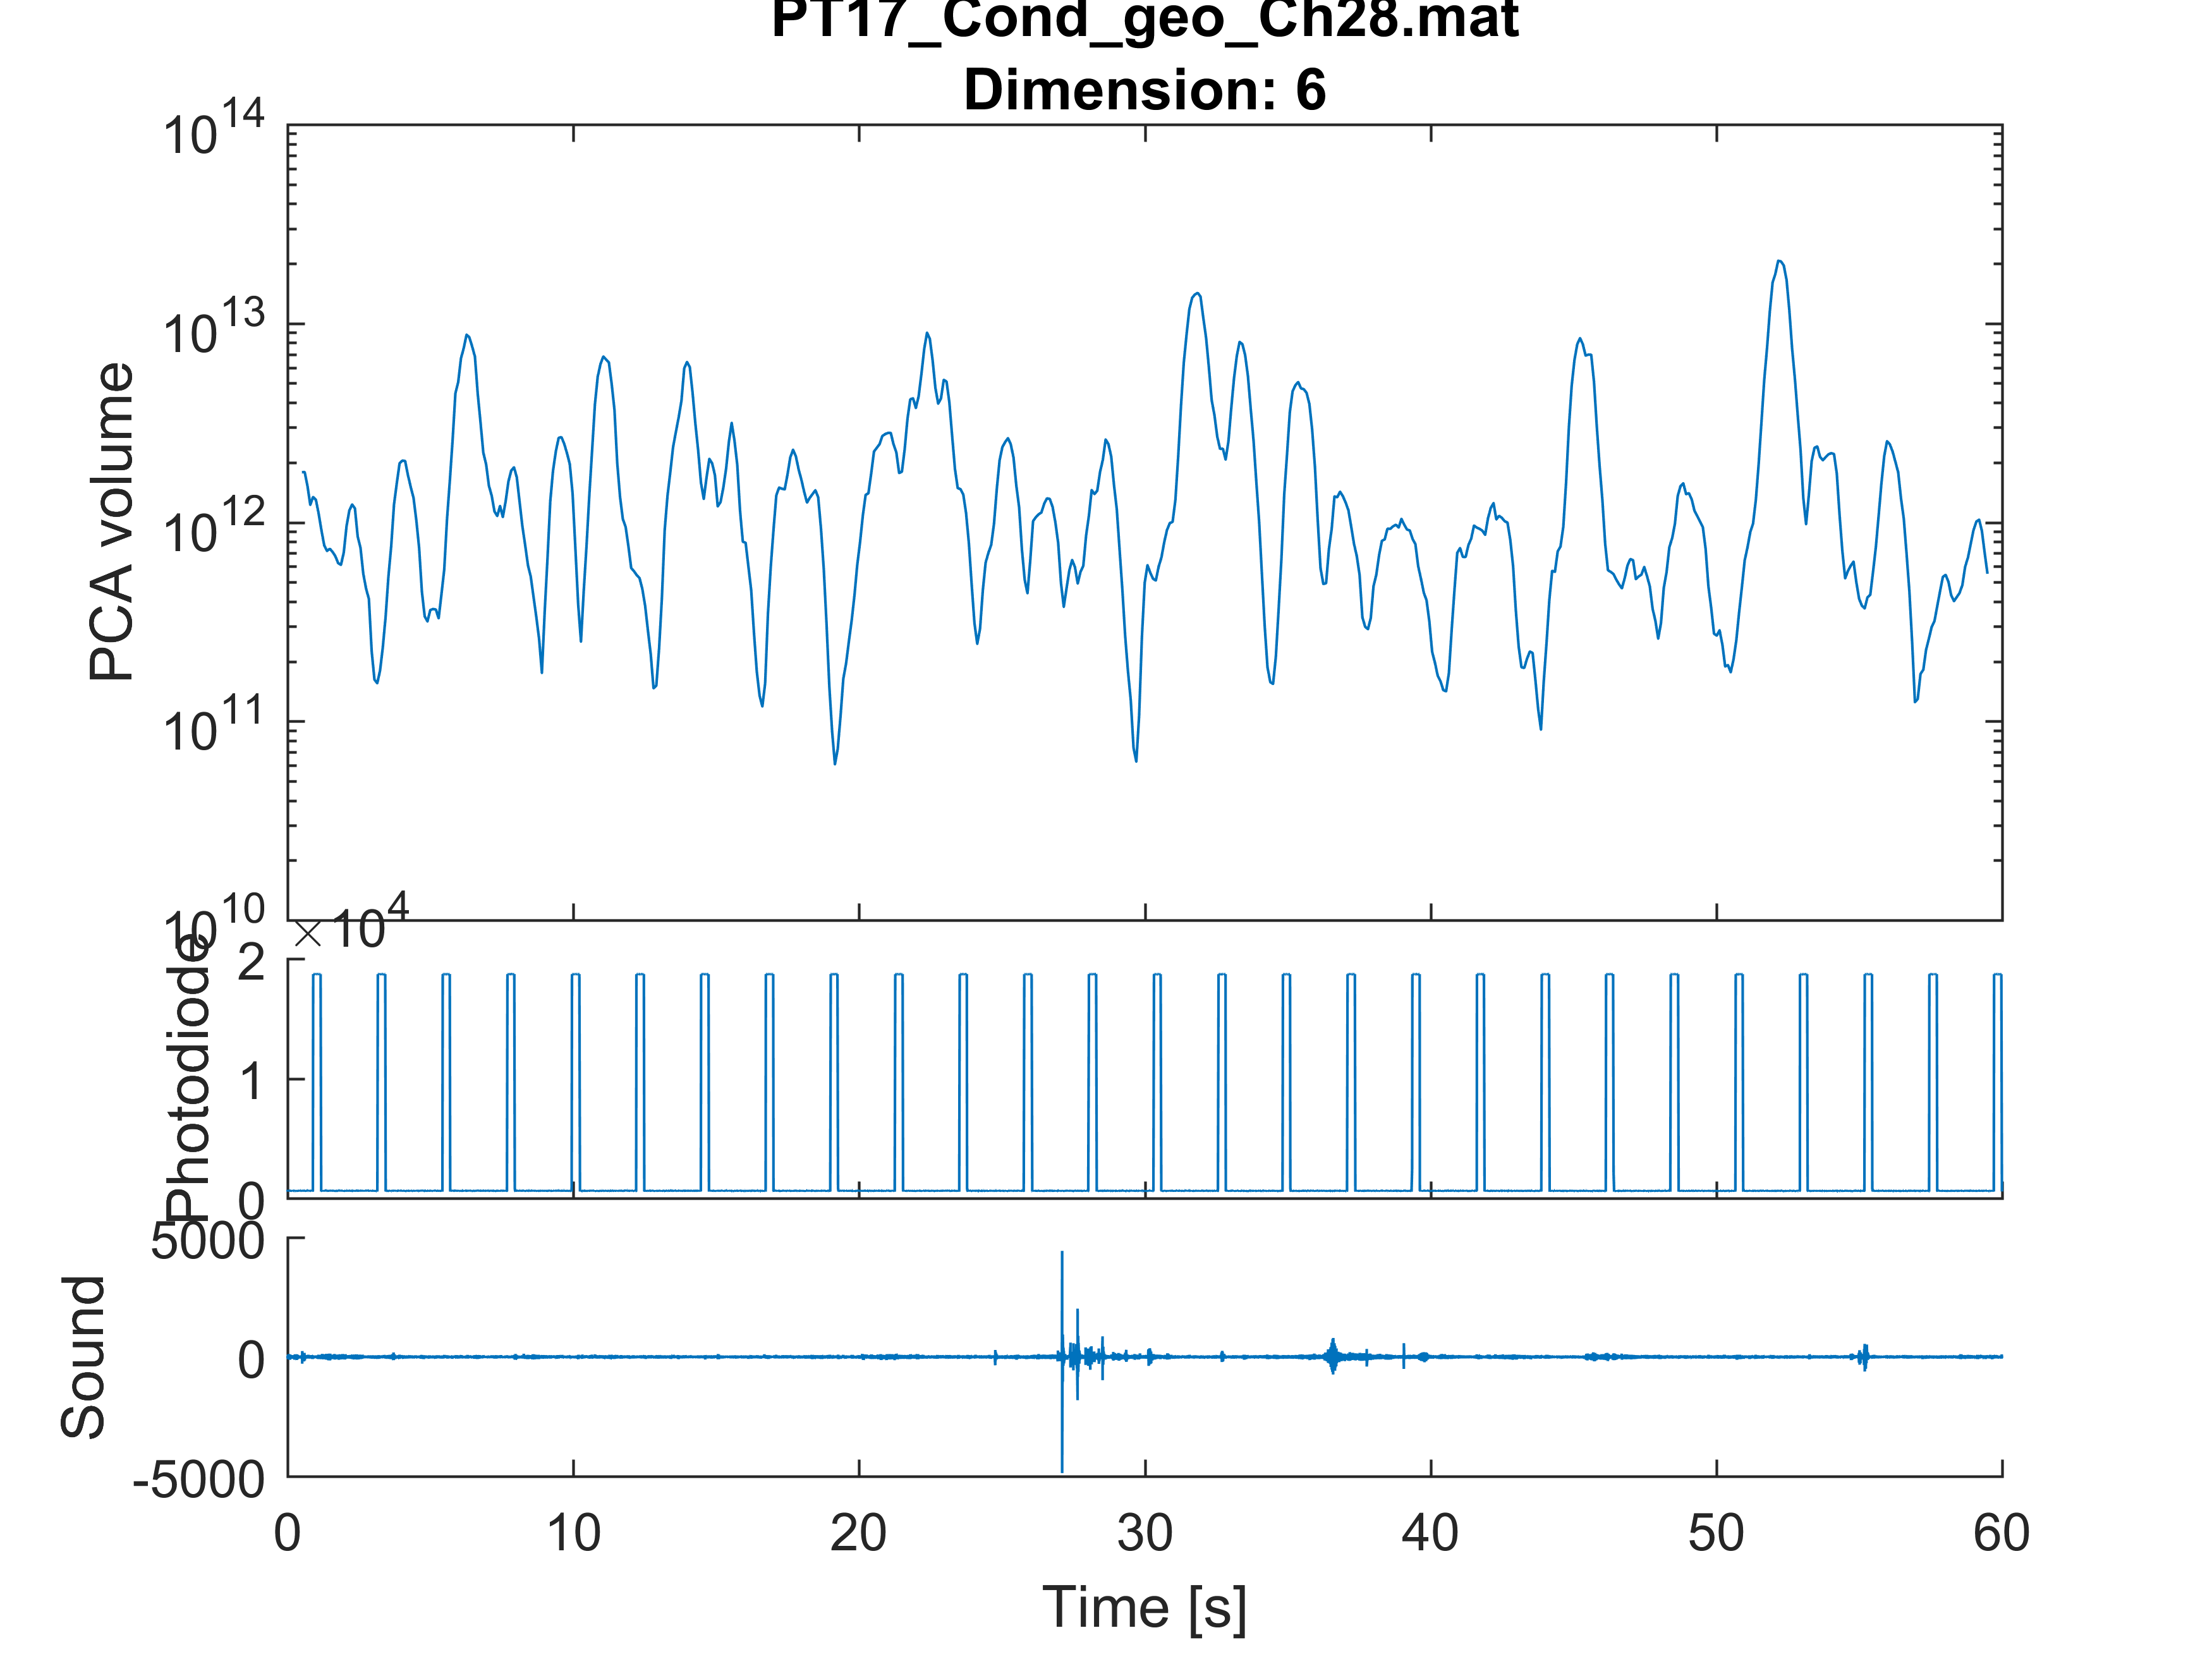 PT17_Cond_geo_Ch28.mat
Dimension: 6
10^14
10^13
10^12
10^11
10^10
PCA volume
× 10^4
2
1
0
Photodiode
5000
0
-5000
Sound
0 10 20 30 40 50 60
Time [s]